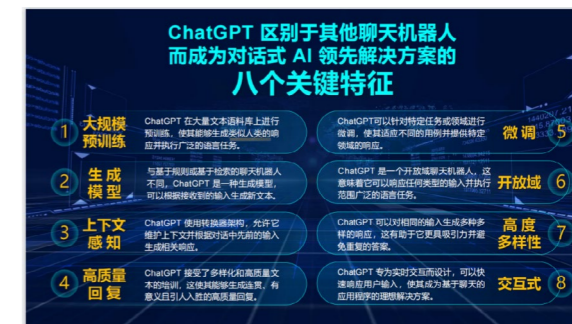 ChatGPT 区别于其他聊天机器人
而成为对话式 AI 领先解决方案的
八个关键特征
1
大规模
预训练
ChatGPT 在大量文本语料库上进行
预训练，使其能够生成类似人类的响
应并执行广泛的语言任务。
2
生成
模型
与基于规则或基于检索的聊天机器人
不同，ChatGPT 是一种生成模型，
可以根据接收到的输入生成新文本。
3
上下文
感知
ChatGPT 使用转换器架构，允许它
维护上下文并根据对话中先前的输入
生成相关响应。
4
高质量
回复
ChatGPT 接受了多样化和高质量文
本的培训，这使其能够生成连贯、有
意义且引人入胜的高质量回复。
ChatGPT可以针对特定任务或领域进行
微调，使其适应不同的用例并提供特定
领域的响应。
微调
5
ChatGPT 是一个开放域聊天机器人，这
意味着它可以响应任何类型的输入并执行
范围广泛的语言任务。
开放域
6
ChatGPT 可以对相同的输入生成多种多
样的响应，这有助于它更具吸引力并避
免重复的答案。
高度
多样性
7
ChatGPT 专为实时交互而设计，可以快
速响应用户输入，使其成为基于聊天的
应用程序的理想解决方案。
交互式
8